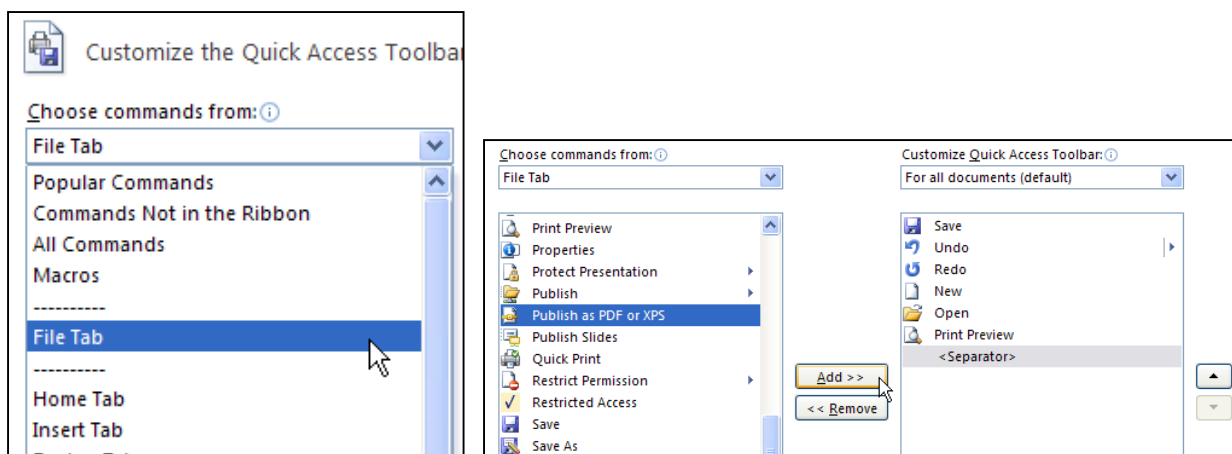 Customize the Quick Access Toolba
Choose commands from:
File Tab
Popular Commands
Commands Not in the Ribbon
All Commands
Macros
----------
File Tab
----------
Home Tab
Insert Tab
Choose commands from:
File Tab
Print Preview
Properties
Protect Presentation
Publish
Publish as PDF or XPS
Publish Slides
Quick Print
Restrict Permission
Restricted Access
Save
Save As
Add >>
<< Remove
Customize Quick Access Toolbar:
For all documents (default)
Save
Undo
Redo
New
Open
Print Preview
<Separator>